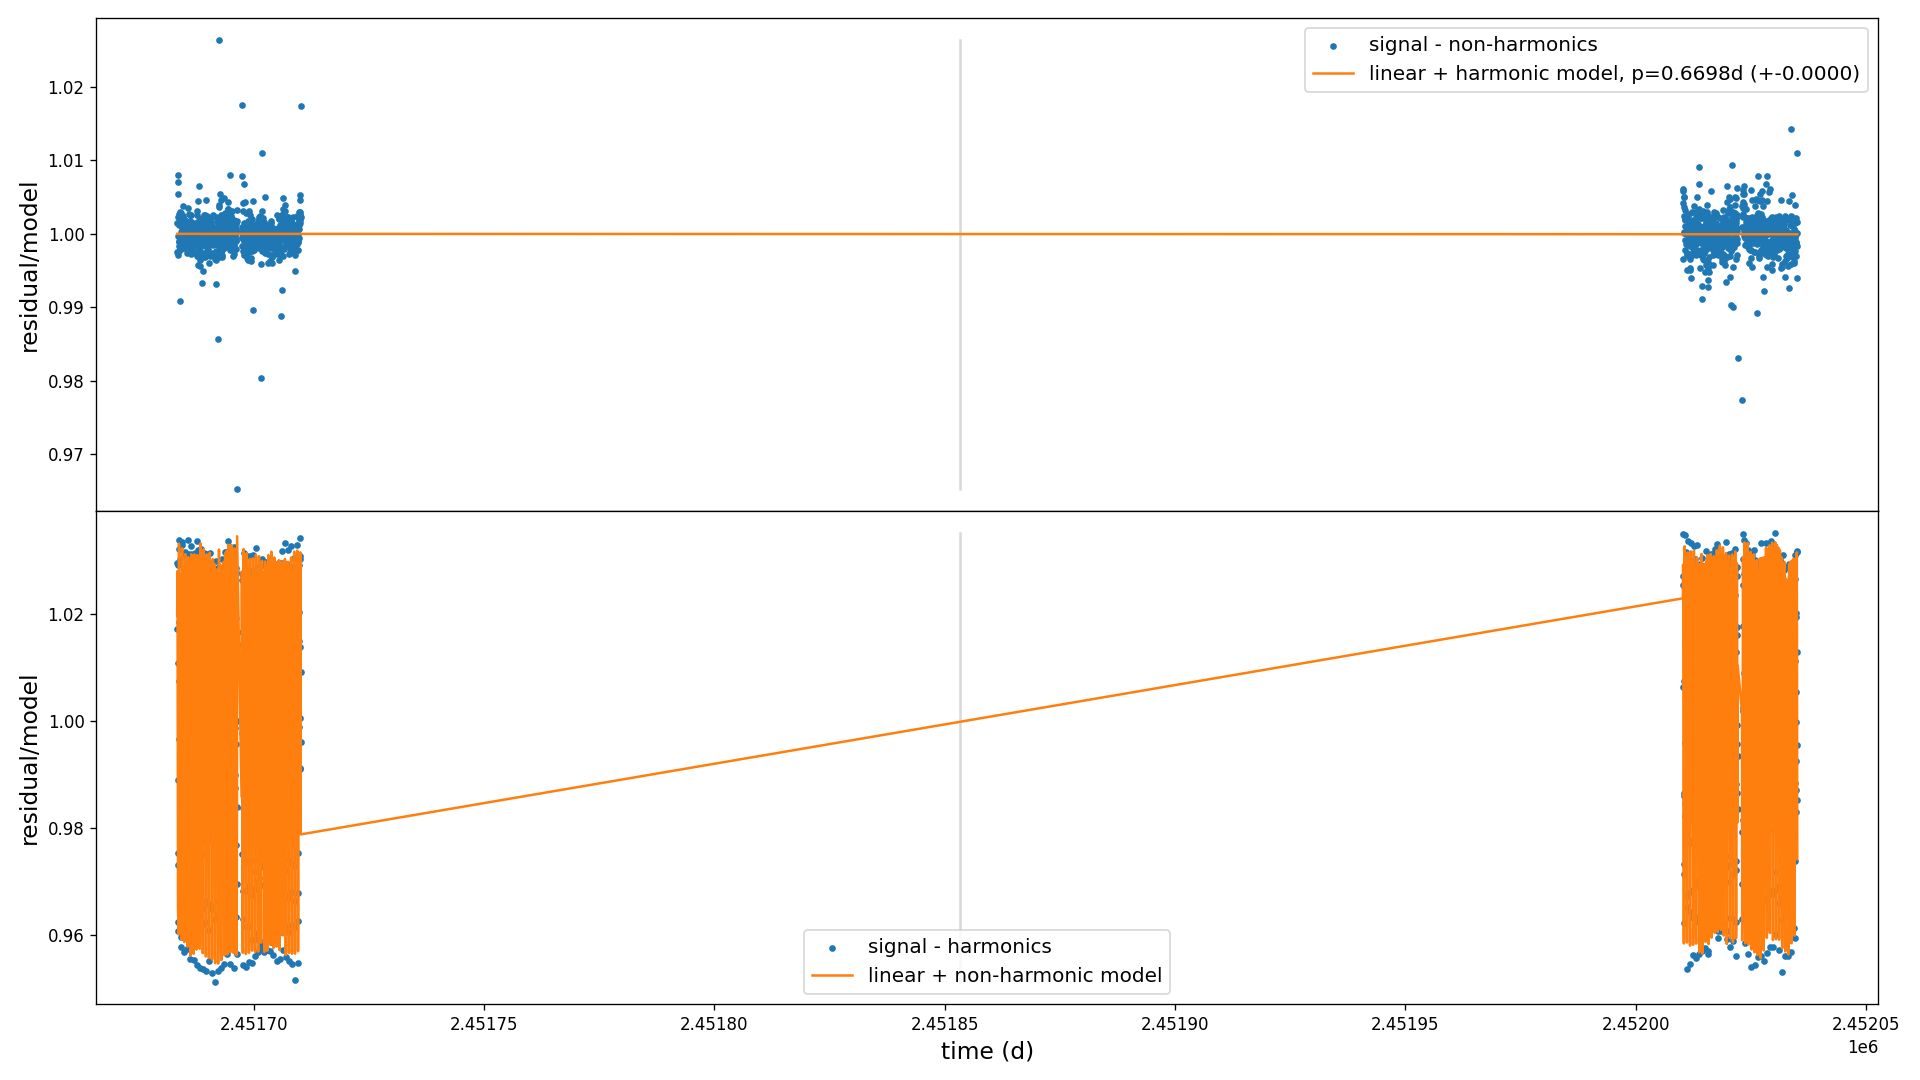 signal - non-harmonics
linear + harmonic model, p=0.6698d (+-0.0000)
1.02
1.01
1.00
0.99
0.98
0.97
residual/model
signal - harmonics
linear + non-harmonic model
1.02
1.00
0.98
0.96
residual/model
2.45170
2.45175
2.45180
2.45185
2.45190
2.45195
2.45200
2.45205
1e6
time (d)